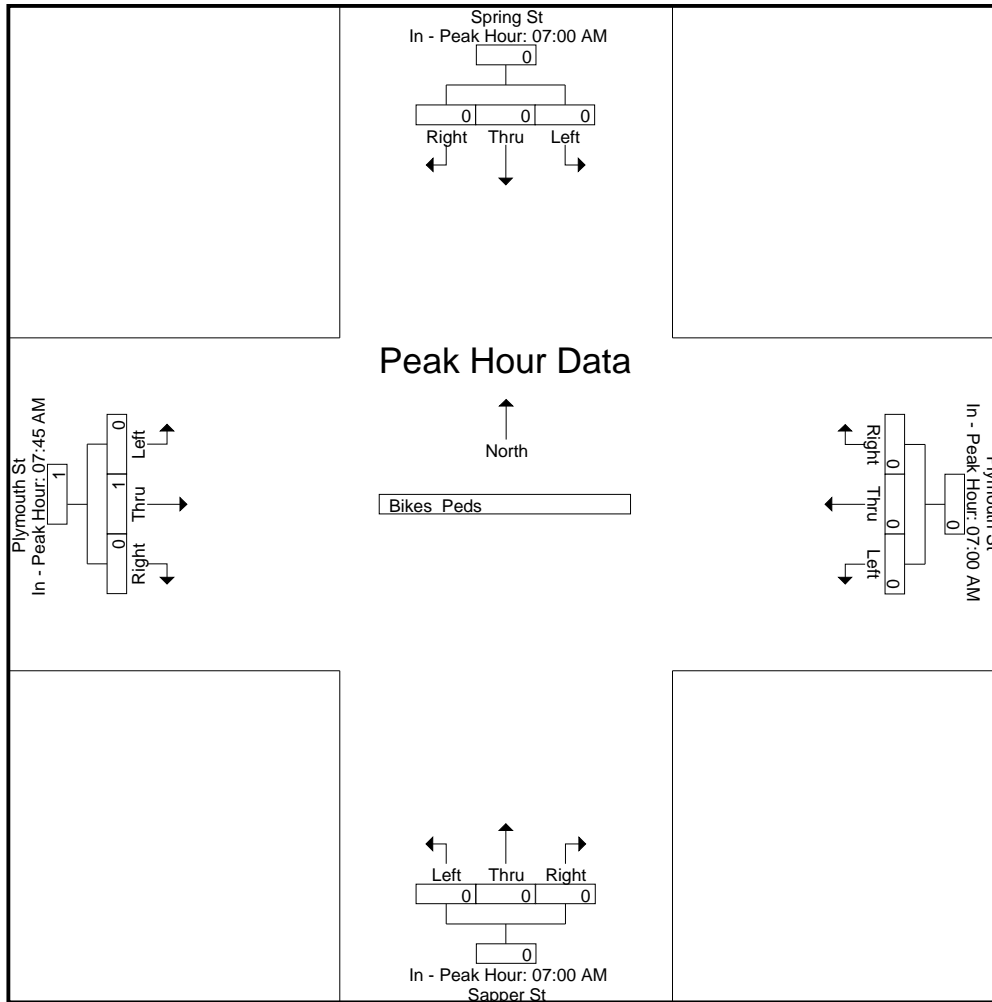 Spring St
In - Peak Hour: 07:00 AM
0
0 0 0
Right Thru Left
Peak Hour Data
North
Bikes Peds
Plymouth St
In - Peak Hour: 07:45 AM
1
0 1 0
Left Thru Right
Plymouth St
In - Peak Hour: 07:00 AM
0
0 0 0
Right Thru Left
Left Thru Right
0 0 0
0
In - Peak Hour: 07:00 AM
Sapper St